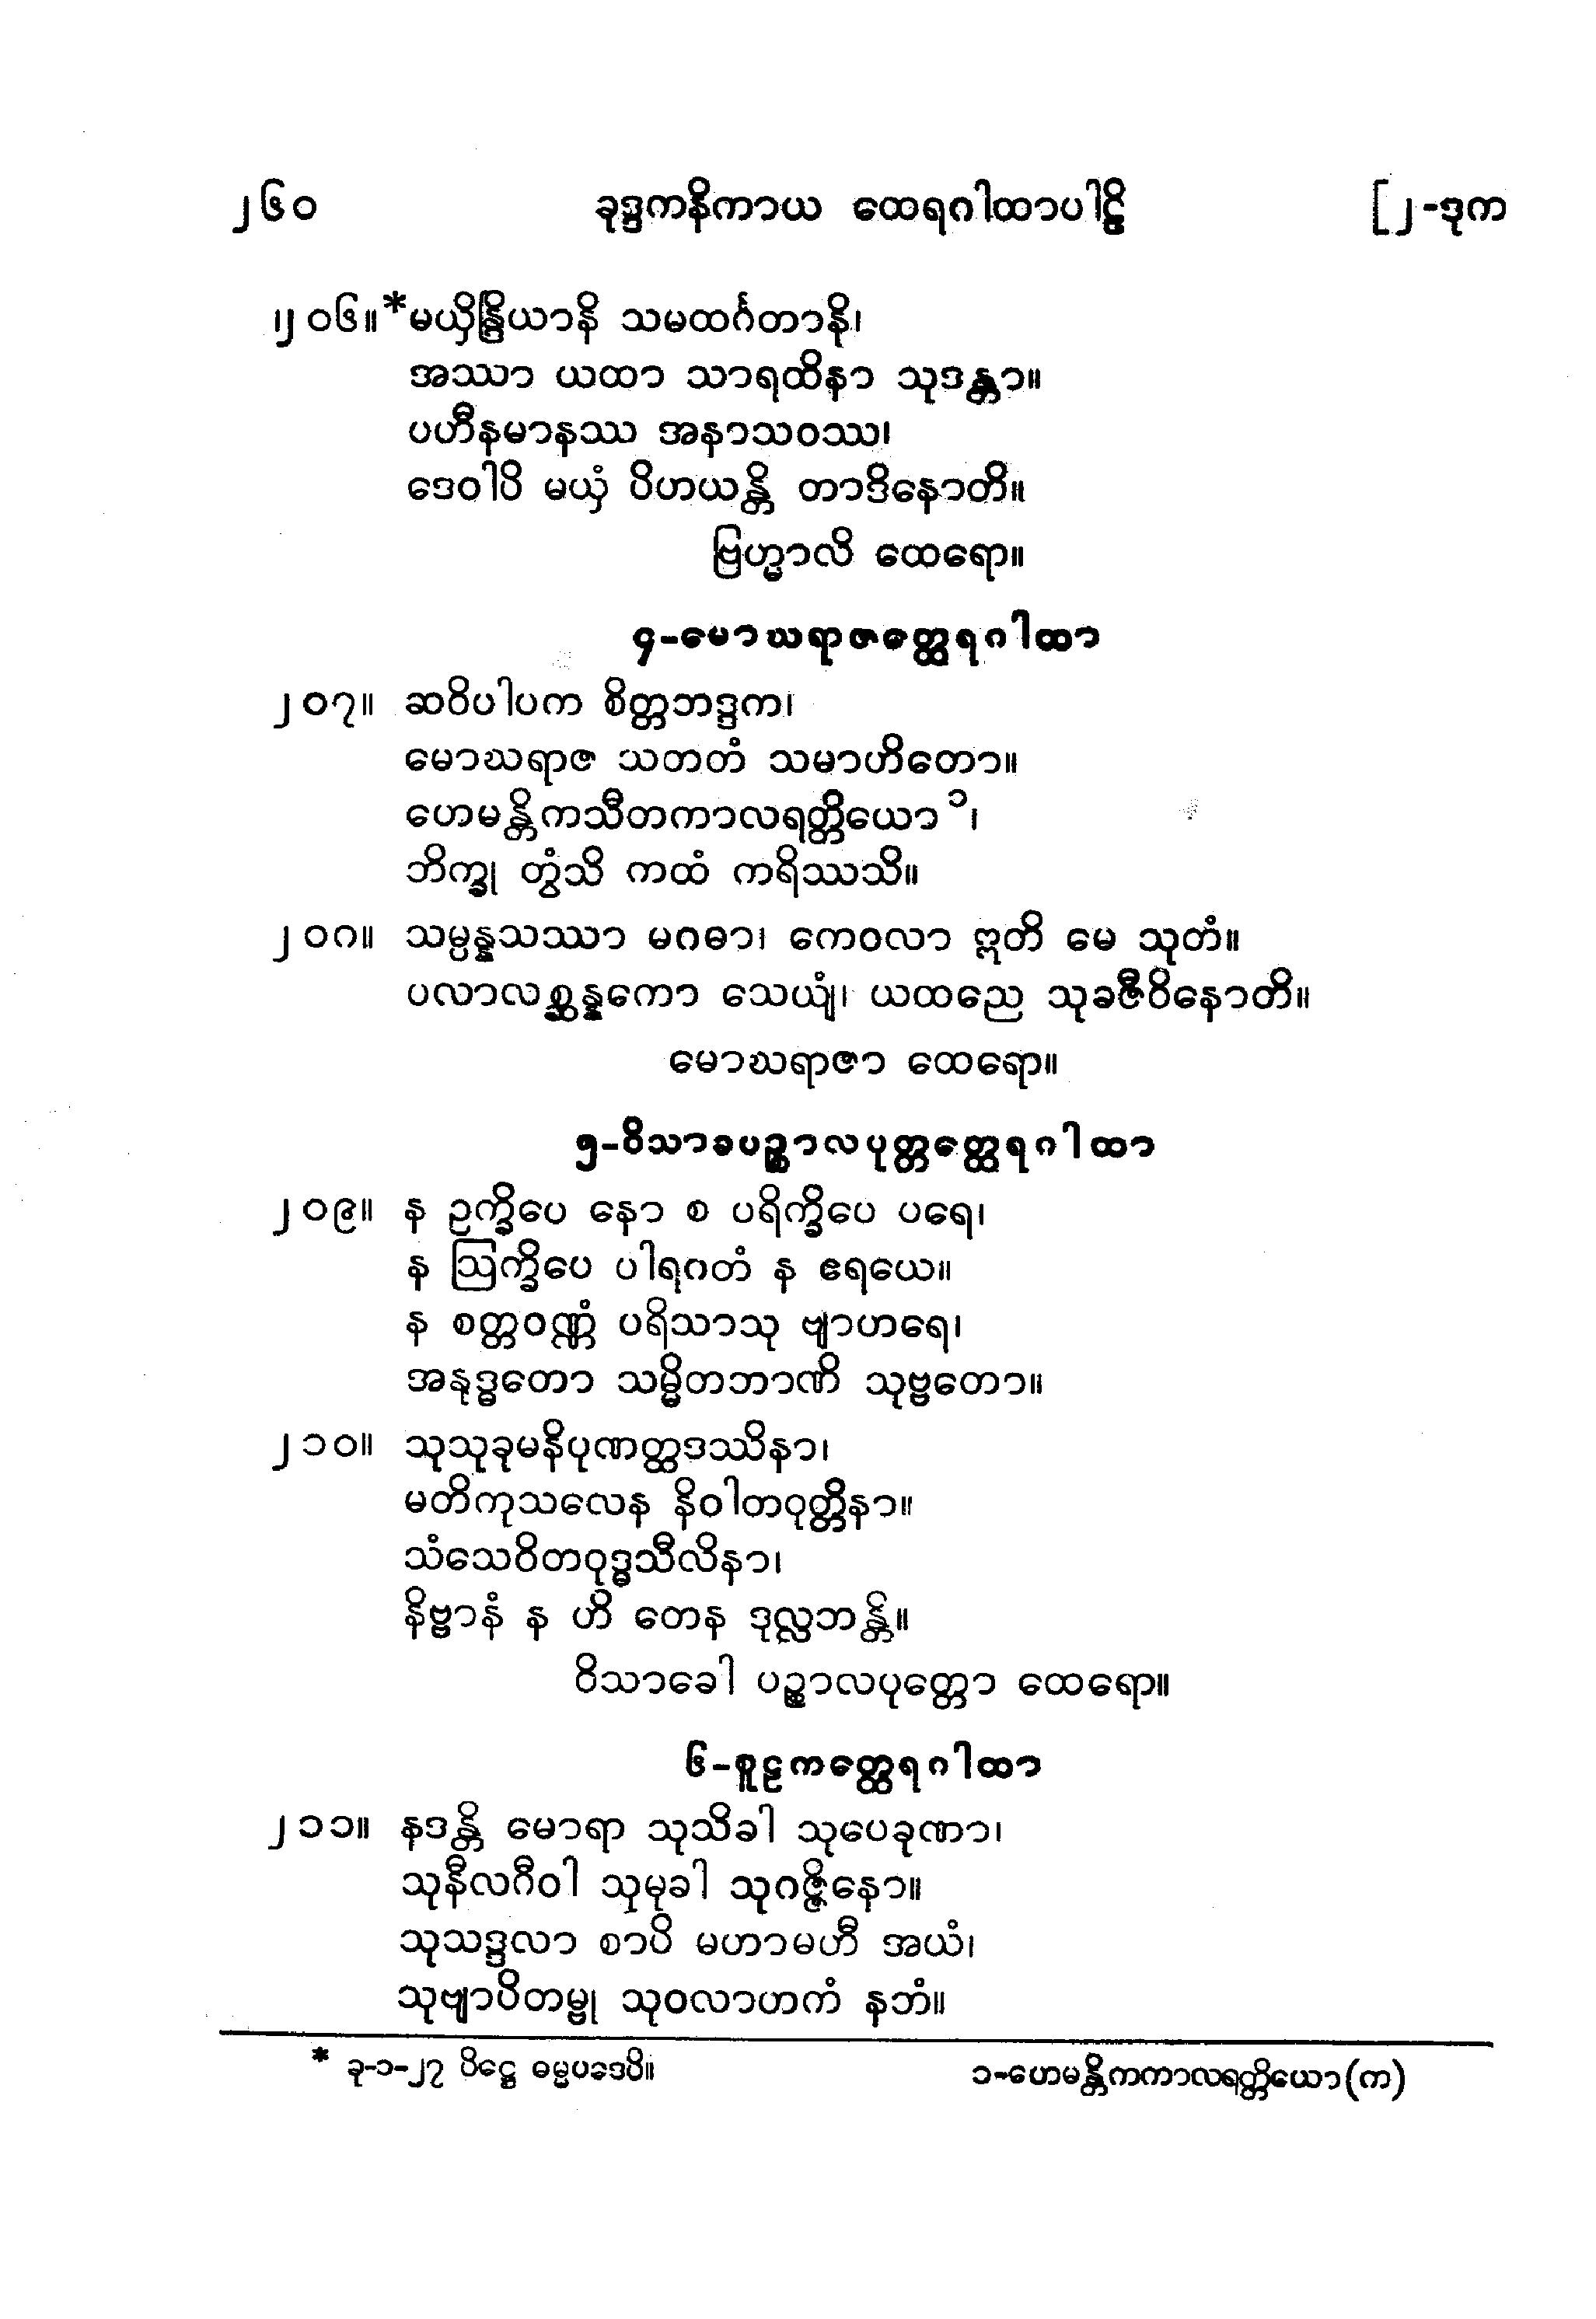 ၂၆၀ ခုဒ္ဒကနိကာယ ထေရဂါထာပါဠိ [၂-ဒုက
၂၀၆။ *မယှိန္ဒြိယာနိ သမထင်္ဂတာနိ၊
အဿာ ယထာ သာရထိနာ သုဒန္တာ။
ပဟီနမာနဿ အနာသဝဿ၊
ဒေဝါပိ မယှံ ပိဟယန္တိ တာဒိနောတိ။
ဗြဟ္မာလိ ထေရော။
၄-မောဃရာဇတ္ထေရဂါထာ
၂၀၇။ ဆဝိပါပက စိတ္တဘဒ္ဒက၊
မောဃရာဇ သတတံ သမာဟိတော။
ဟေမန္တိကသီတကာလရတ္တိယော ၁၊
ဘိက္ခု တွံသိ ကထံ ကရိဿသိ။
၂၀၈။ သမ္ပန္နသဿာ မဂဓာ၊ ကေဝလာ ဣတိ မေ သုတံ။
ပလာလစ္ဆန္နကော သေယျံ၊ ယထညေ သုခဇီဝိနောတိ။
မောဃရာဇာ ထေရော။
၅-ဝိသာခပဉ္စာလပုတ္တတ္ထေရဂါထာ
၂၀၉။ န ဥက္ခိပေ နော စ ပရိက္ခိပေ ပရေ၊
န ဩက္ခိပေ ပါရဂတံ န ဧရယေ။
န စတ္တဝဏ္ဏံ ပရိသာသု ဗျာဟရေ၊
အနုဒ္ဓတော သမ္မိတဘာဏိ သုဗ္ဗတော။
၂၁၀။ သုသုခုမနိပုဏတ္ထဒဿိနာ၊
မတိကုသလေန နိဝါတဝုတ္တိနာ။
သံသေဝိတဝုဒ္ဓသီလိနာ၊
နိဗ္ဗာနံ န ဟိ တေန ဒုလ္လဘန္တိ။
ဝိသာခေါ ပဉ္စာလပုတ္တော ထေရော။
၆-စူဠကတ္ထေရဂါထာ
၂၁၁။ နဒန္တိ မောရာ သုသိခါ သုပေခုဏာ၊
သုနီလဂီဝါ သုမုခါ သုဂဇ္ဇိနော။
သုသဒ္ဒလာ စာပိ မဟာမဟီ အယံ၊
သုဗျာပိတမ္ဗု သုဝလာဟကံ နဘံ။
* ခု-၁-၂၇ ပိဋ္ဌေ ဓမ္မပဒေပိ။ ၁-ဟေမန္တိကကာလရတ္တိယော(က)